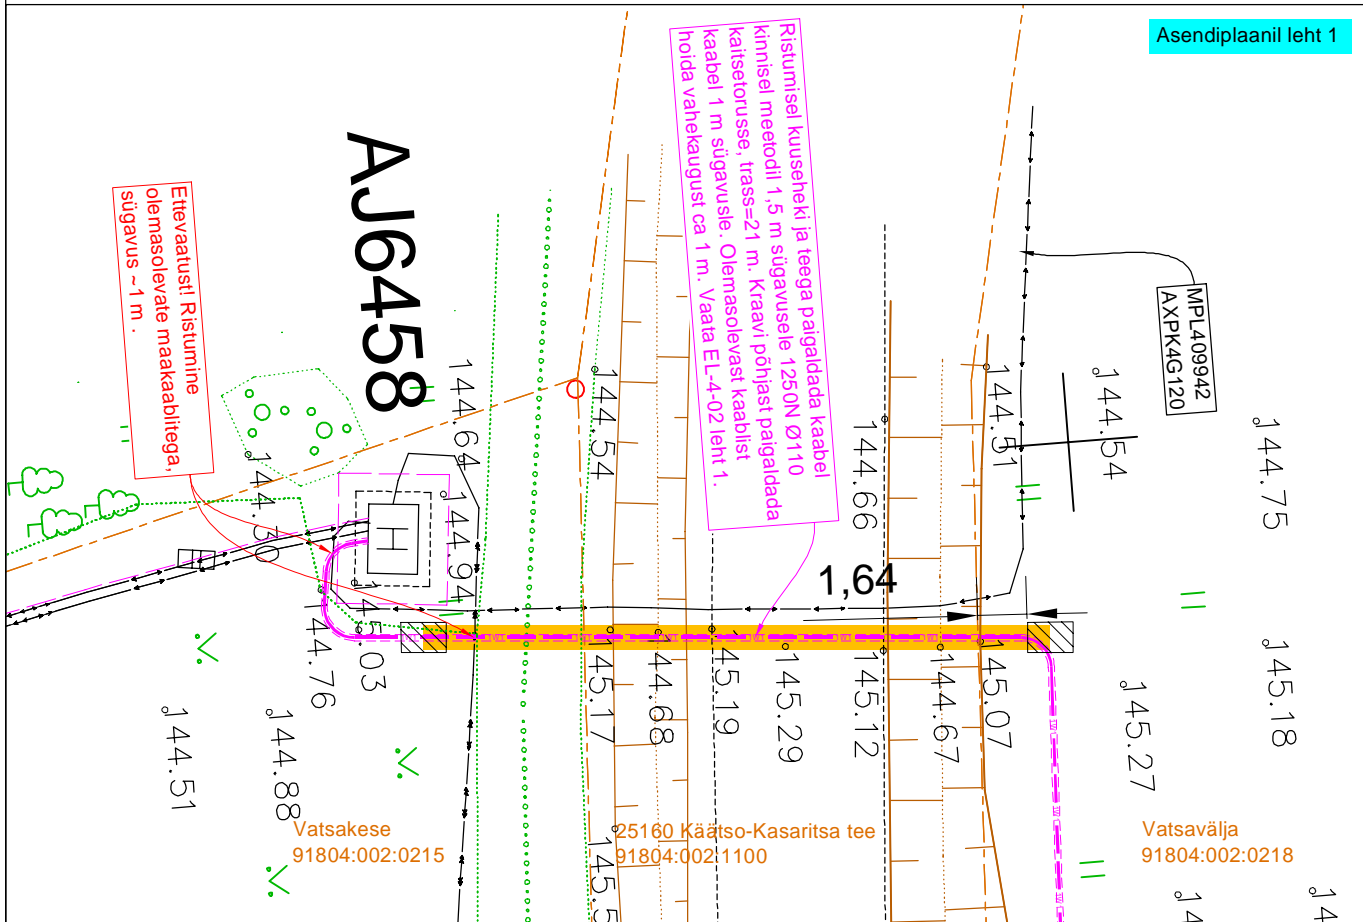 Asendiplaanil leht 1
Ristumisel kuuseheki ja teega paigaldada kaabel
kinnisel meetodil 1,5 m sügavusele 1250N Ø110
kaitsetorusse, trass=21 m. Kraavi põhjast paigaldada
kaabel 1 m sügavusle. Olemasolevast kaablist
hoida vahekaugust ca 1 m. Vaata EL-4-02 leht 1.
Ettevaatust! Ristumine
olemasolevate maakaablitega,
sügavus ~1 m .
AJ6458
MPL409942
AXPK4G120
144.64
144.54
144.66
144.51
144.54
144.75
144.30
144.94
H
1,64
144.76
145.03
145.17
144.68
145.19
145.29
145.12
144.67
145.07
145.27
145.18
144.51
144.88
Vatsakese
91804:002:0215
25160 Käätso-Kasaritsa tee
91804:002:1100
Vatsavälja
91804:002:0218
145.5
144
144